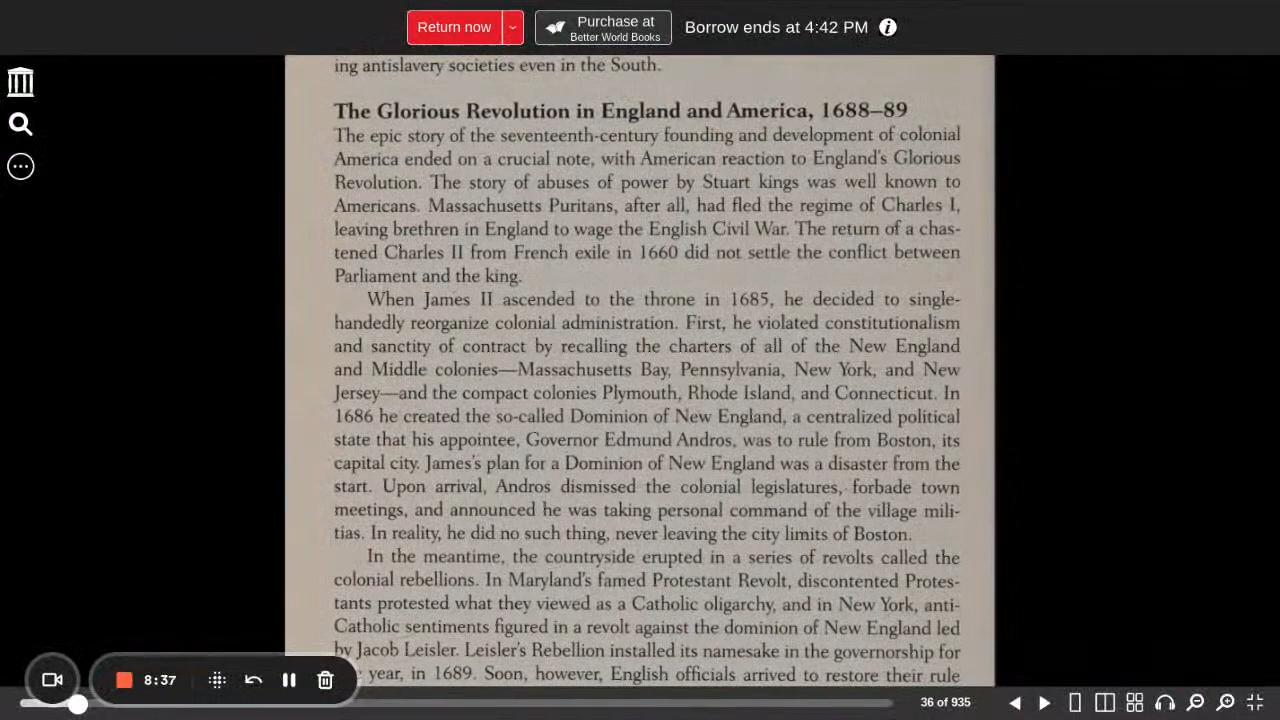 Return now
Purchase at
Better World Books
Borrow ends at 4:42 PM
ing antislavery societies even in the South.
The Glorious Revolution in England and America, 1688–89
The epic story of the seventeenth-century founding and development of colonial
America ended on a crucial note, with American reaction to England's Glorious
Revolution. The story of abuses of power by Stuart kings was well known to
Americans. Massachusetts Puritans, after all, had fled the regime of Charles I,
leaving brethren in England to wage the English Civil War. The return of a chas-
tened Charles II from French exile in 1660 did not settle the conflict between
Parliament and the king.
When James II ascended to the throne in 1685, he decided to single-
handedly reorganize colonial administration. First, he violated constitutionalism
and sanctity of contract by recalling the charters of all of the New England
and Middle colonies—Massachusetts Bay, Pennsylvania, New York, and New
Jersey—and the compact colonies Plymouth, Rhode Island, and Connecticut. In
1686 he created the so-called Dominion of New England, a centralized political
state that his appointee, Governor Edmund Andros, was to rule from Boston, its
capital city. James's plan for a Dominion of New England was a disaster from the
start. Upon arrival, Andros dismissed the colonial legislatures, forbade town
meetings, and announced he was taking personal command of the village mili-
tias. In reality, he did no such thing, never leaving the city limits of Boston.
In the meantime, the countryside erupted in a series of revolts called the
colonial rebellions. In Maryland's famed Protestant Revolt, discontented Protes-
tants protested what they viewed as a Catholic oligarchy, and in New York, anti-
Catholic sentiments figured in a revolt against the dominion of New England led
by Jacob Leisler. Leisler's Rebellion installed its namesake in the governorship for
year, in 1689. Soon, however, English officials arrived to restore their rule
8:37
36 of 935